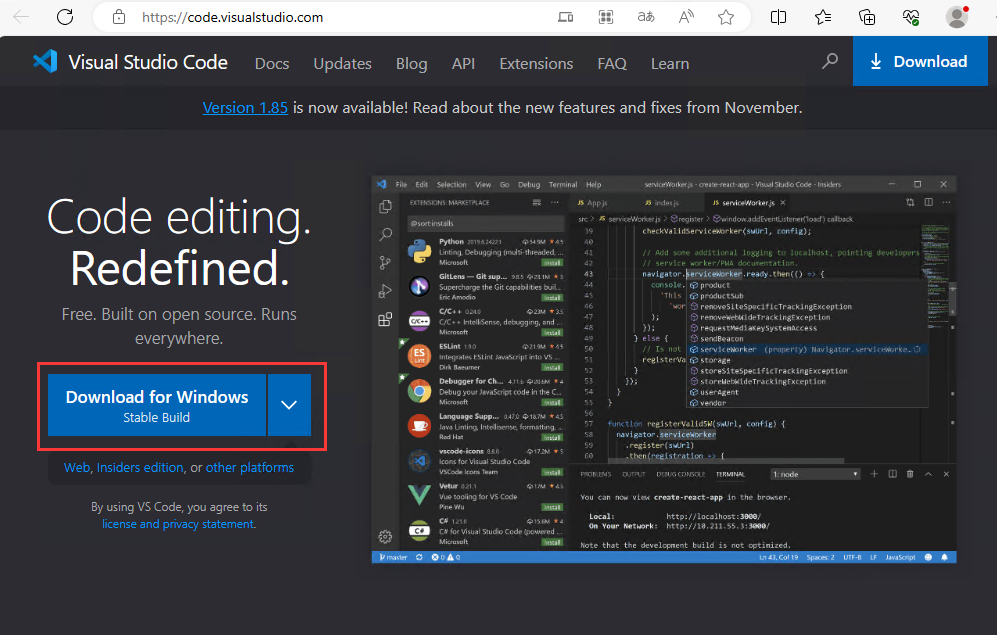 https://code.visualstudio.com
Visual Studio Code
Docs
Updates
Blog
API
Extensions
FAQ
Learn
Download
Version 1.85 is now available! Read about the new features and fixes from November.
Code editing.
Redefined.
Free. Built on open source. Runs
everywhere.
Download for Windows
Stable Build
Web, Insiders edition, or other platforms
By using VS Code, you agree to its
license and privacy statement.
File Edit Selection View Go Debug Terminal Help
serviceWorker.js - create-react-app - Visual Studio Code - Insiders
EXTENSIONS: MARKETPLACE
@sort:installs
Python 2019.6.24221 54.9M 4.5
Linting, Debugging (multi-threaded, ...
Microsoft
Install
GitLens — Git sup... 9.8.5 23.1M 5
Supercharge the Git capabilities buil...
Eric Amodio
Install
C/C++ 0.24.0 23M 3.5
C/C++ IntelliSense, debugging, and ...
Microsoft
Install
ESLint 1.9.0 21.9M 4.5
Integrates ESLint JavaScript into VS ...
Dirk Baeumer
Install
Debugger for Ch... 4.11.6 20.6M 4
Debug your JavaScript code in the C...
Microsoft
Install
Language Supp... 0.47.0 18.7M 4.5
Java Linting, Intellisense, formatting, ...
Red Hat
Install
vscode-icons 8.8.0 17.2M 5
Icons for Visual Studio Code
VSCode Icons Team
Install
Vetur 0.21.1 17M 4.5
Vue tooling for VS Code
Pine Wu
Install
C# 1.21.0 15.6M 4
C# for Visual Studio Code (powered ...
Microsoft
Install
JS App.js
JS index.js
JS serviceWorker.js
src > JS serviceWorker.js > register > window.addEventListener('load') callback
39 checkValidServiceWorker(swUrl, config);
40
41 // Add some additional logging to localhost, pointing developers
42 // service worker/PWA documentation.
43 navigator.serviceWorker.ready.then(() => {
44 console.
45 'This
46 'wor
47 );
48 });
49 } else {
50 // Is not
51 registerVa
52 }
53 });
54 }
55 }
56
57 function registerValidSW(swUrl, config) {
58 navigator.serviceWorker
59 .register(swUrl)
60 .then(registration => {
product
productSub
removeSiteSpecificTrackingException
removeWebWideTrackingException
requestMediaKeySystemAccess
sendBeacon
serviceWorker (property) Navigator.serviceWorke...
storage
storeSiteSpecificTrackingException
storeWebWideTrackingException
userAgent
vendor
PROBLEMS
OUTPUT
DEBUG CONSOLE
TERMINAL
1: node
You can now view create-react-app in the browser.
Local: http://localhost:3000/
On Your Network: http://10.211.55.3:3000/
Note that the development build is not optimized.
master 0 0
Ln 43, Col 19 Spaces: 2 UTF-8 LF JavaScript